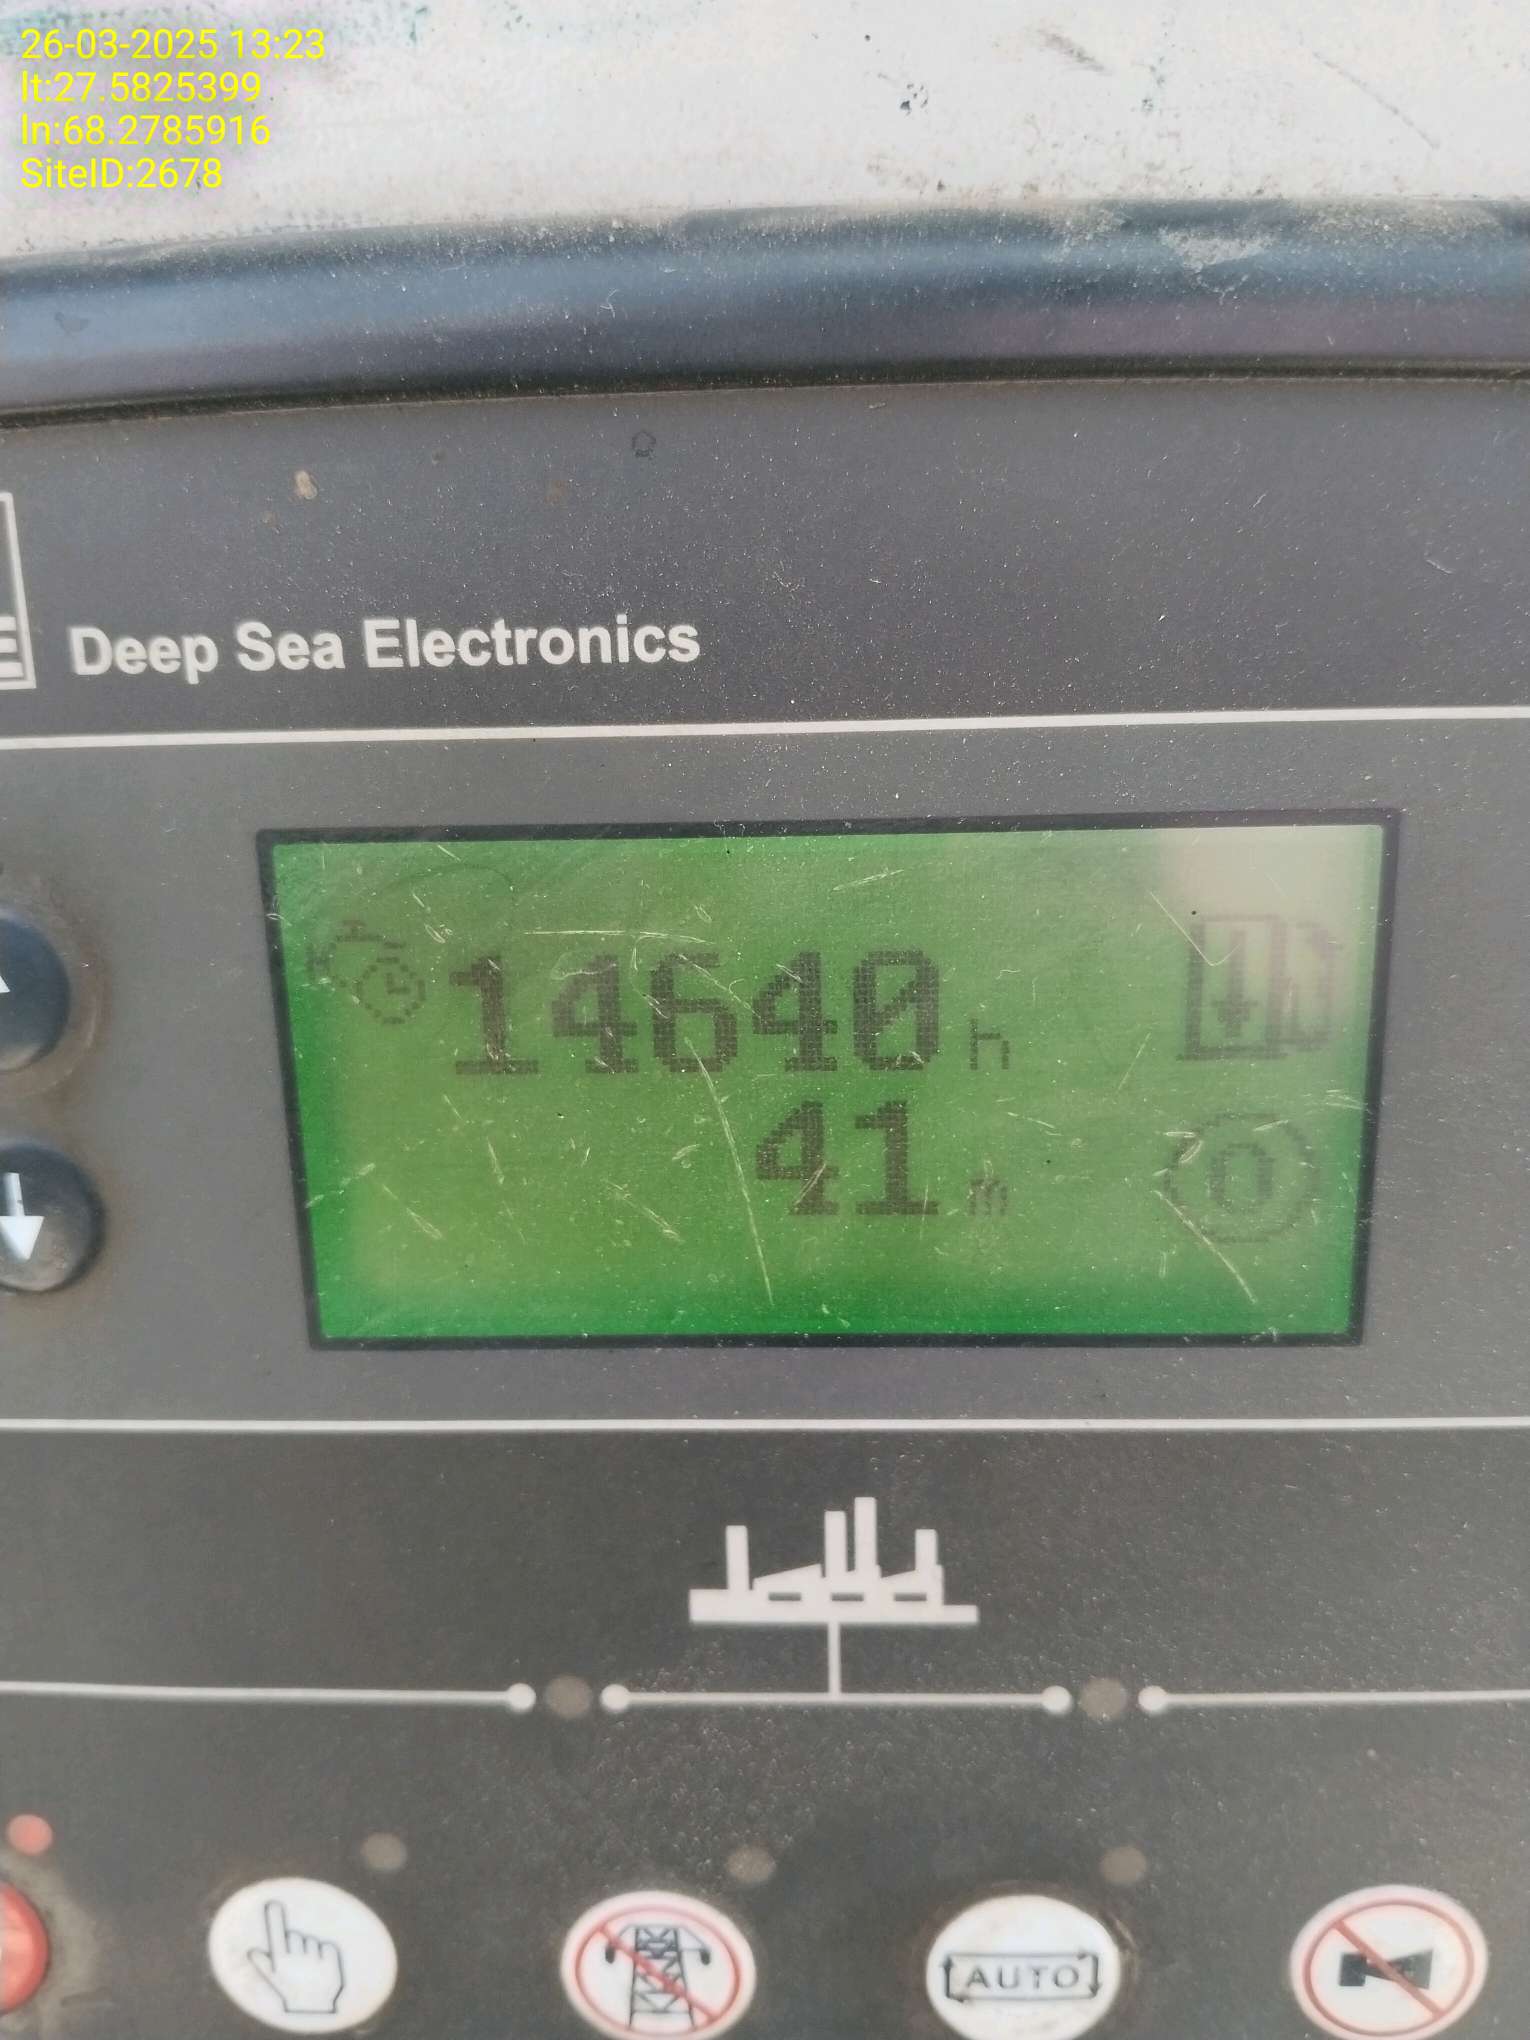 26-03-2025 13:23
lt:27.5825399
ln:68.2785916
SiteID:2678
E
Deep Sea Electronics
14640 h
41 m
0
AUTO